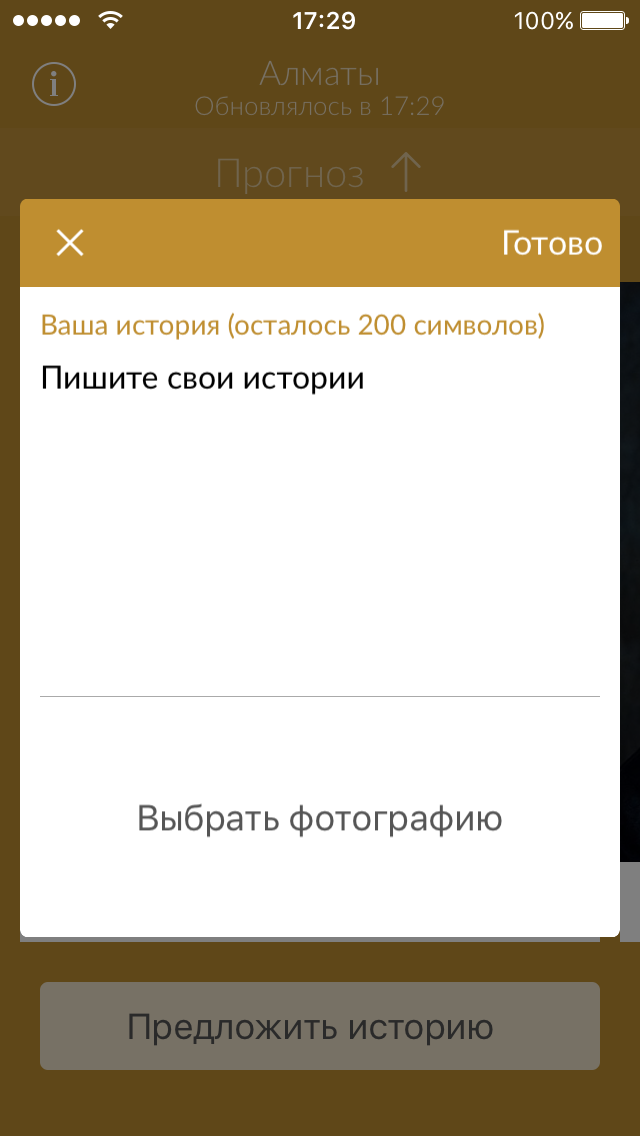 17:29 100%
i Алматы
Обновлялось в 17:29
Прогноз
Готово
Ваша история (осталось 200 символов)
Пишите свои истории
Выбрать фотографию
Предложить историю